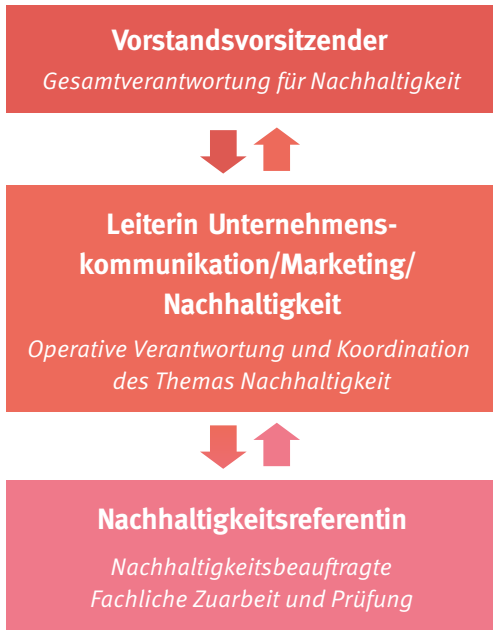 Vorstandsvorsitzender
Gesamtverantwortung für Nachhaltigkeit
Leiterin Unternehmens-
kommunikation/Marketing/
Nachhaltigkeit
Operative Verantwortung und Koordination
des Themas Nachhaltigkeit
Nachhaltigkeitsreferentin
Nachhaltigkeitsbeauftragte
Fachliche Zuarbeit und Prüfung